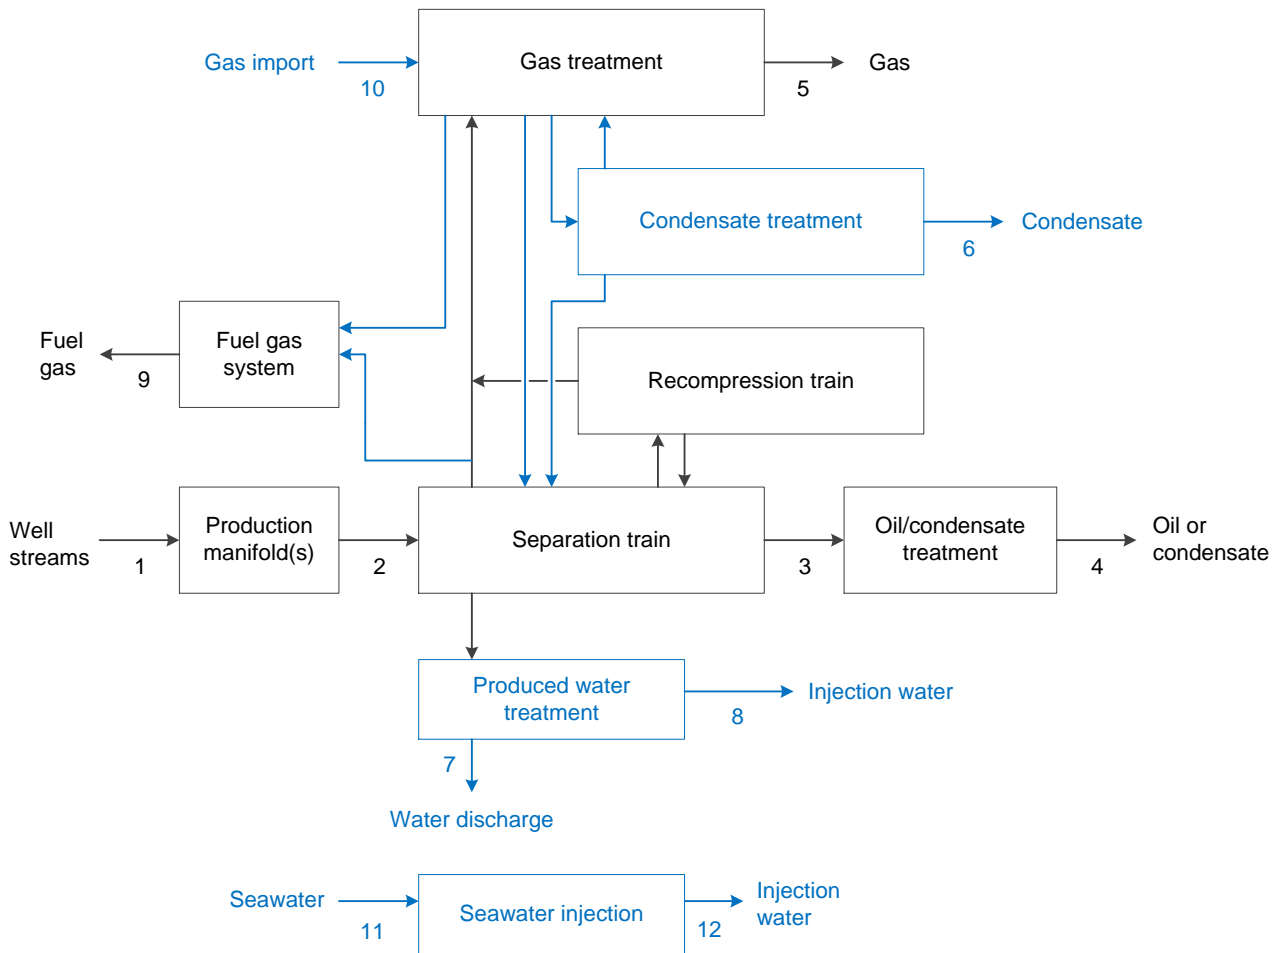 Gas import
10
Gas treatment
5
Gas
Condensate treatment
6
Condensate
Fuel
gas
9
Fuel gas
system
Recompression train
Well
streams
1
Production
manifold(s)
2
Separation train
3
Oil/condensate
treatment
4
Oil or
condensate
Produced water
treatment
8
Injection water
7
Water discharge
Seawater
11
Seawater injection
12
Injection
water